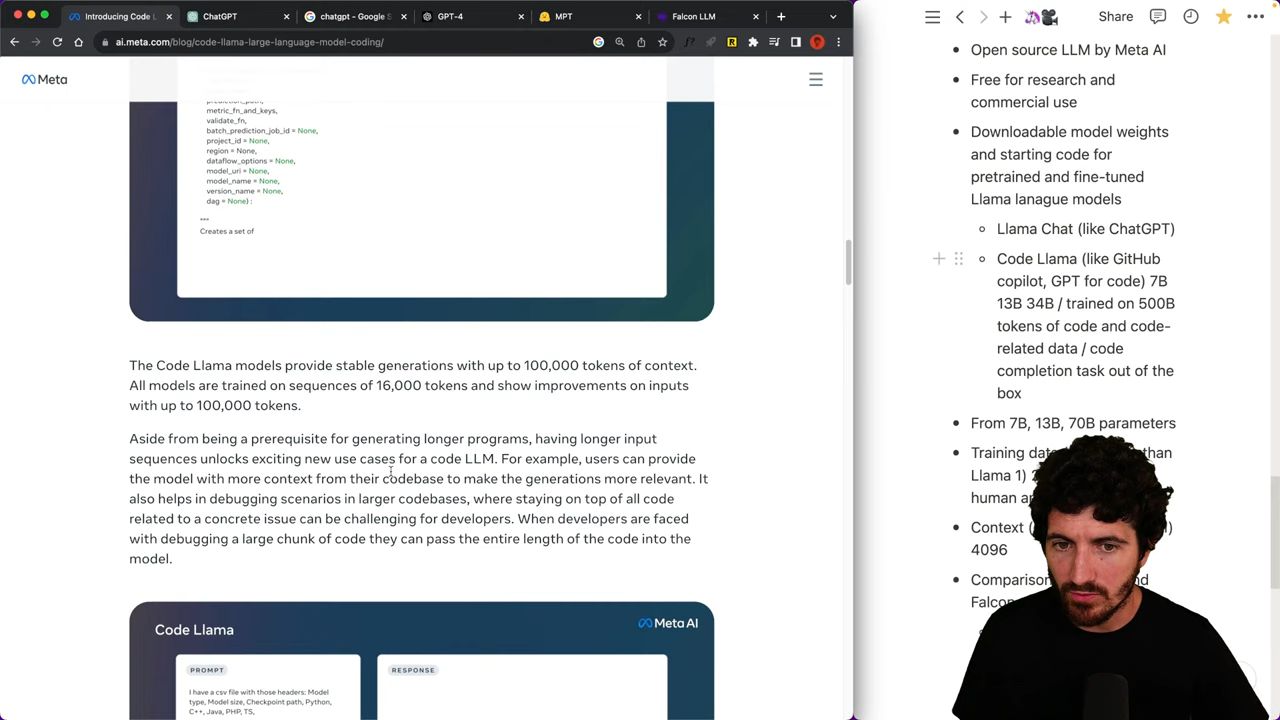 Introducing Code L
ChatGPT
chatgpt - Google S
GPT-4
MPT
Falcon LLM
ai.meta.com/blog/code-llama-large-language-model-coding/
Share
Meta
prediction_path,
metric_fn_and_keys,
validate_fn,
batch_prediction_job_id = None,
project_id = None,
region = None,
dataflow_options = None,
model_uri = None,
model_name = None,
version_name = None,
dag = None) :
"""
Creates a set of
The Code Llama models provide stable generations with up to 100,000 tokens of context.
All models are trained on sequences of 16,000 tokens and show improvements on inputs
with up to 100,000 tokens.
Aside from being a prerequisite for generating longer programs, having longer input
sequences unlocks exciting new use cases for a code LLM. For example, users can provide
the model with more context from their codebase to make the generations more relevant. It
also helps in debugging scenarios in larger codebases, where staying on top of all code
related to a concrete issue can be challenging for developers. When developers are faced
with debugging a large chunk of code they can pass the entire length of the code into the
model.
Code Llama
Meta AI
PROMPT
I have a csv file with those headers: Model
type, Model size, Checkpoint path, Python,
C++, Java, PHP, TS,
RESPONSE
• Open source LLM by Meta AI
• Free for research and
commercial use
• Downloadable model weights
and starting code for
pretrained and fine-tuned
Llama lanague models
Llama Chat (like ChatGPT)
Code Llama (like GitHub
copilot, GPT for code) 7B
13B 34B / trained on 500B
tokens of code and code-
related data / code
completion task out of the
box
• From 7B, 13B, 70B parameters
• Training dat than
Llama 1) 2
human a
• Context ( )
4096
• Comparison nd
Falcon